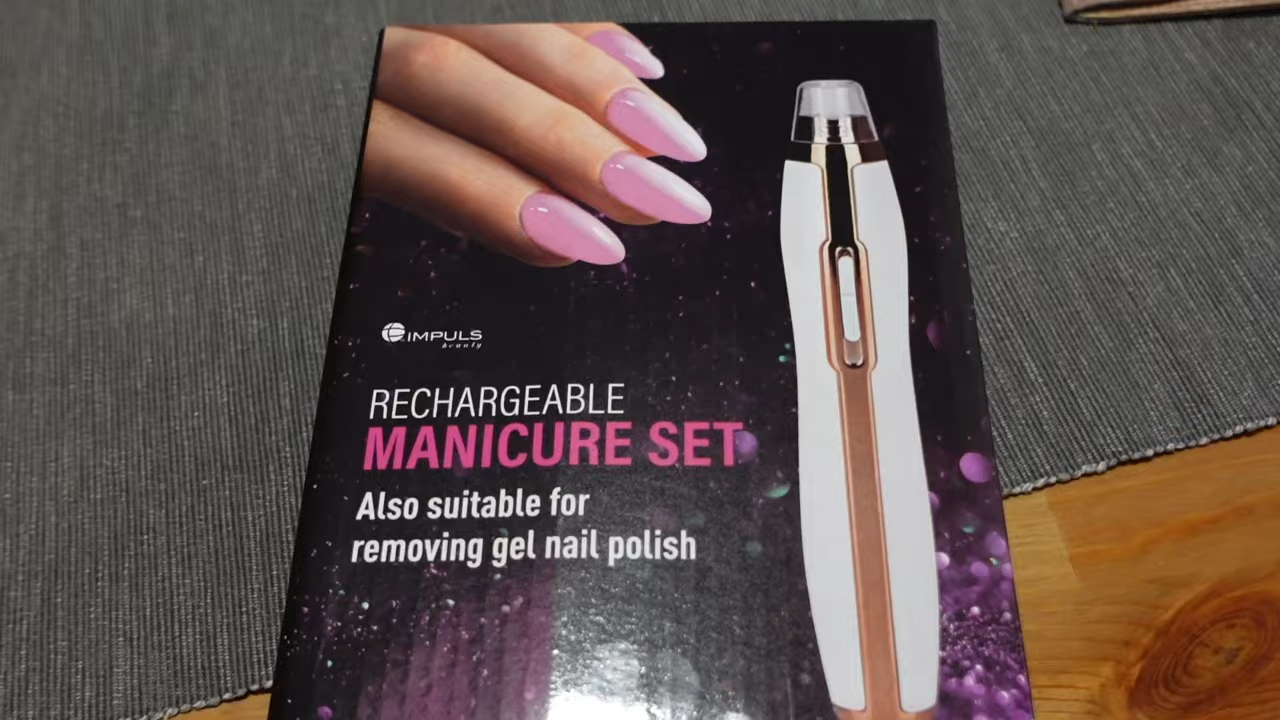 IMPULS
beauty
RECHARGEABLE
MANICURE SET
Also suitable for
removing gel nail polish